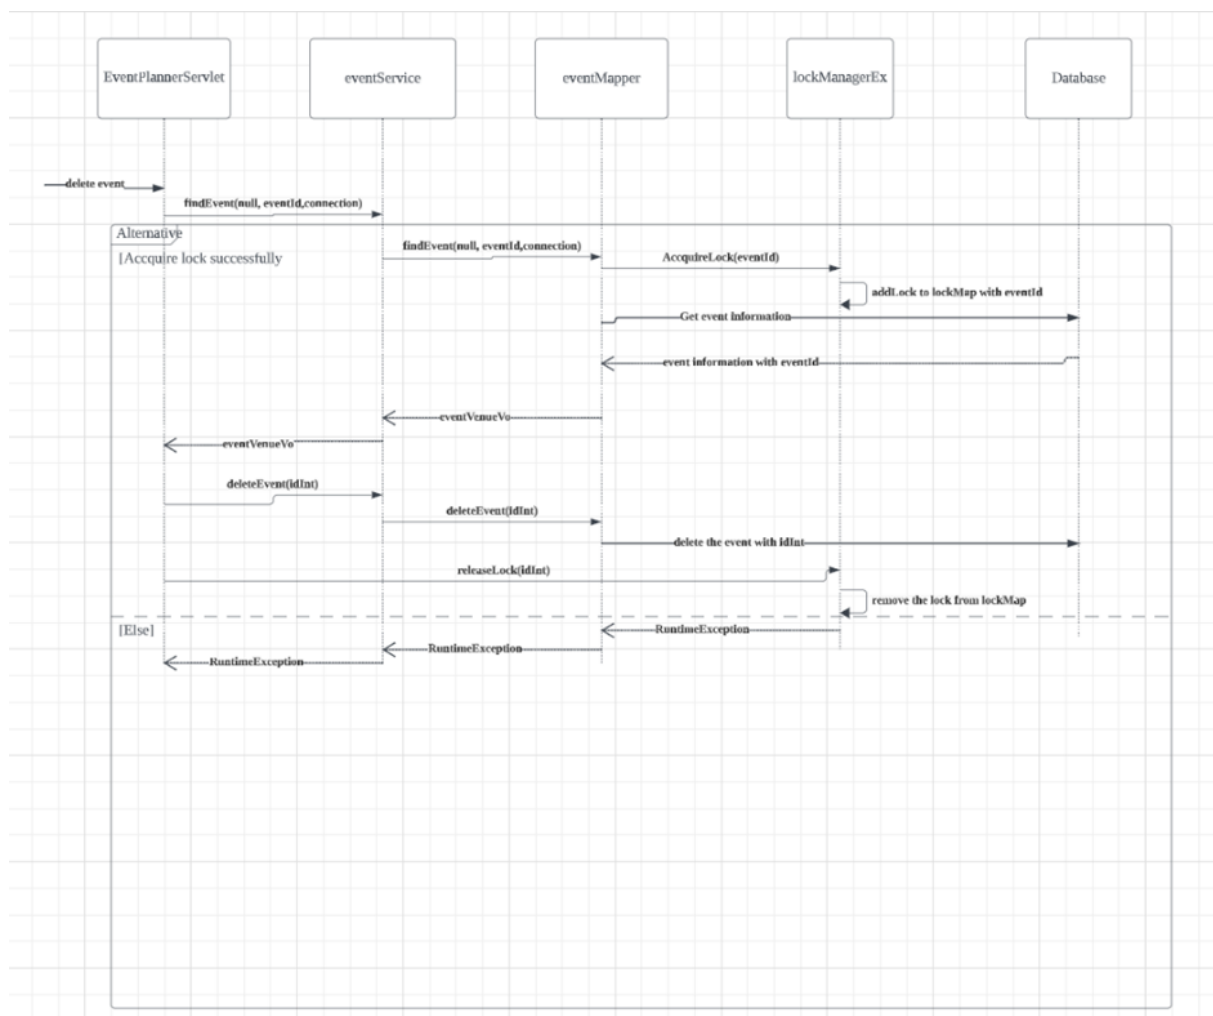 EventPlannerServlet
eventService
eventMapper
lockManagerEx
Database
delete event
findEvent(null, eventId,connection)
Alternative
findEvent(null, eventId,connection)
[Accquire lock successfully
AccquireLock(eventId)
addLock to lockMap with eventId
Get event information
event information with eventId
eventVenueVo
eventVenueVo
deleteEvent(idInt)
deleteEvent(idInt)
delete the event with idInt
releaseLock(idInt)
remove the lock from lockMap
[Else]
RuntimeException
RuntimeException
RuntimeException